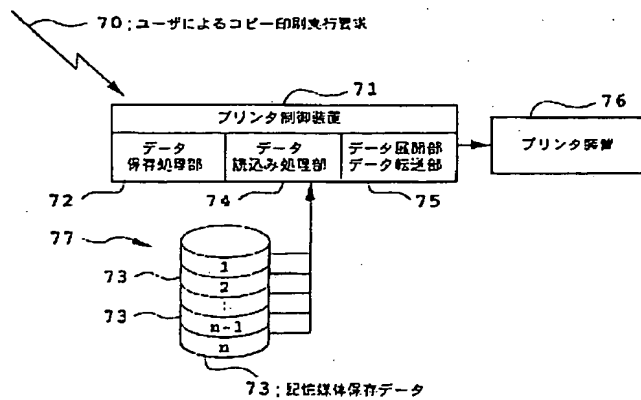 70；ユーザによるコピー印刷実行要求
71
プリンタ制御装置
76
プリンタ装置
データ
保存処理部
データ
読込み処理部
データ展開部
データ転送部
72
74
75
77
73
73
1
2
⋮
n-1
n
73；記憶媒体保存データ